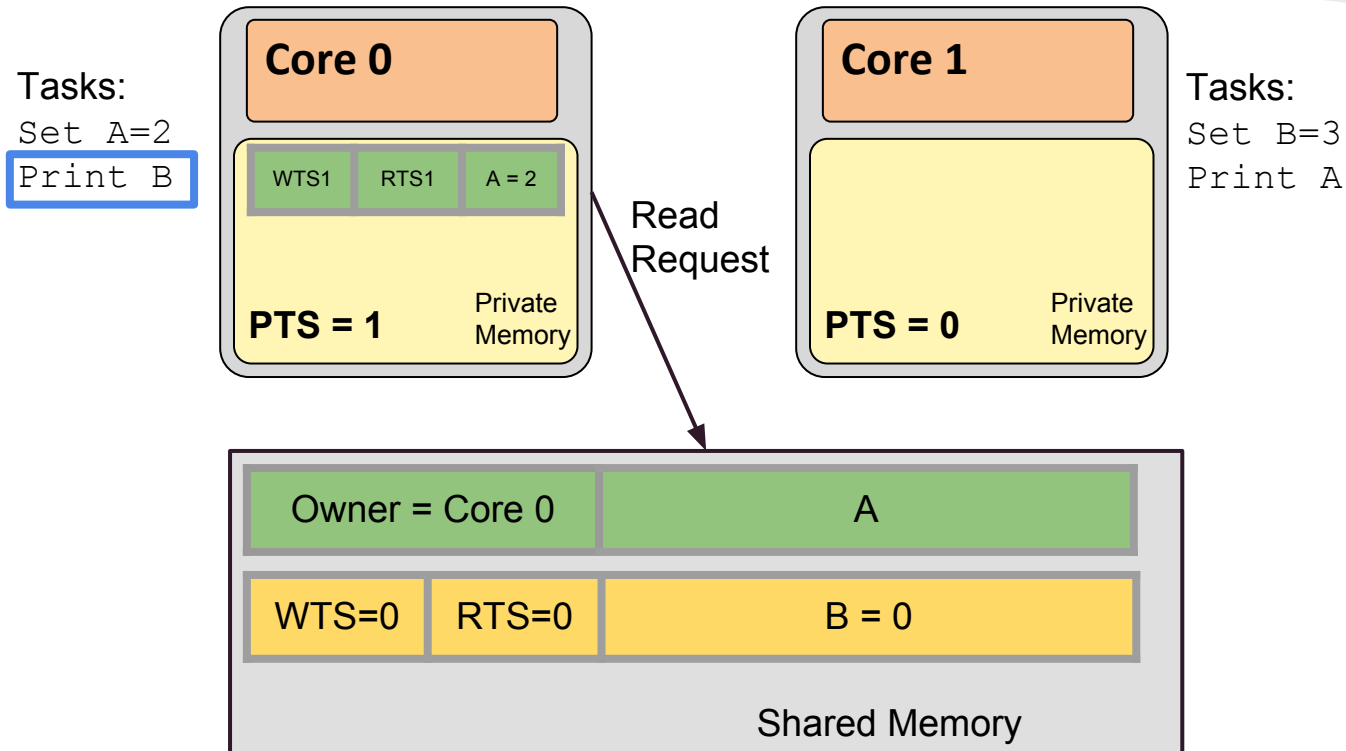 Core 0
Core 1
Tasks:
Set A=2
Print B
Tasks:
Set B=3
Print A
WTS1 RTS1 A = 2
Read
Request
PTS = 1
Private
Memory
PTS = 0
Private
Memory
Owner = Core 0 A
WTS=0 RTS=0 B = 0
Shared Memory